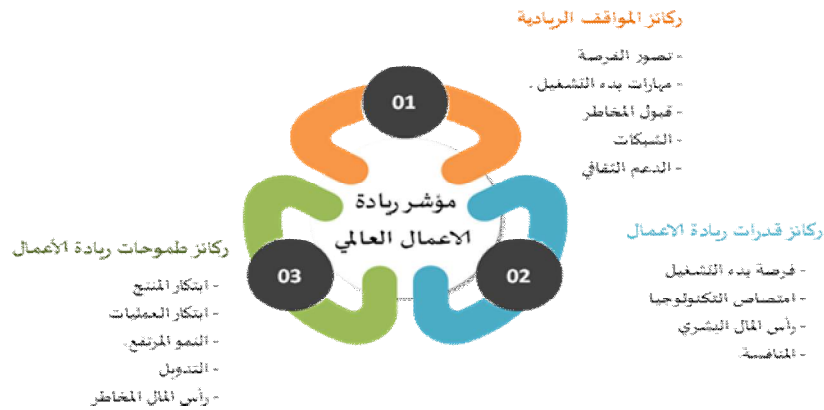 ركائز المواقف الريادية
- تصور الفرصة
- مهارات بدء التشغيل .
- قبول المخاطر
- الشبكات
- الدعم الثقافي
01
مؤشر ريادة
الاعمال العالمي
ركائز قدرات ريادة الاعمال
- فرصة بدء التشغيل
- امتصاص التكنولوجيا
- رأس المال البشري
- المنافسة
02
ركائز طموحات ريادة الأعمال
- ابتكار المنتج
- ابتكار العمليات
- النمو المرتفع.
- التدويل
- رأس المال المخاطر
03